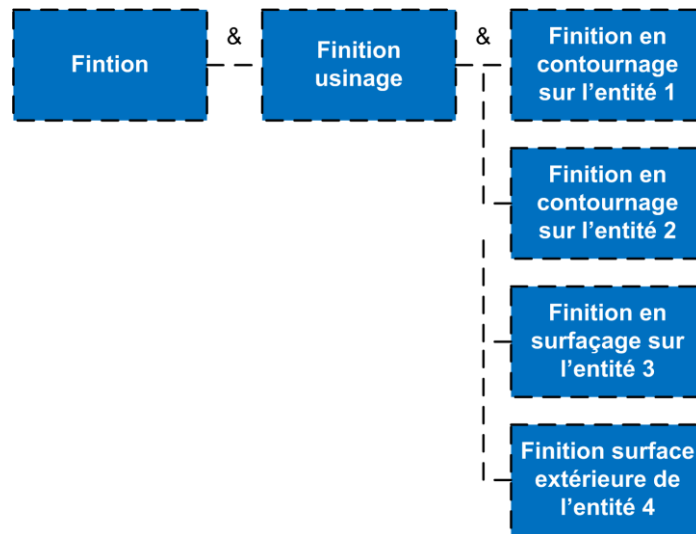 Fintion
&
Finition
usinage
&
Finition en
contournage
sur l’entité 1
Finition en
contournage
sur l’entité 2
Finition en
surfaçage sur
l’entité 3
Finition surface
extérieure de
l’entité 4